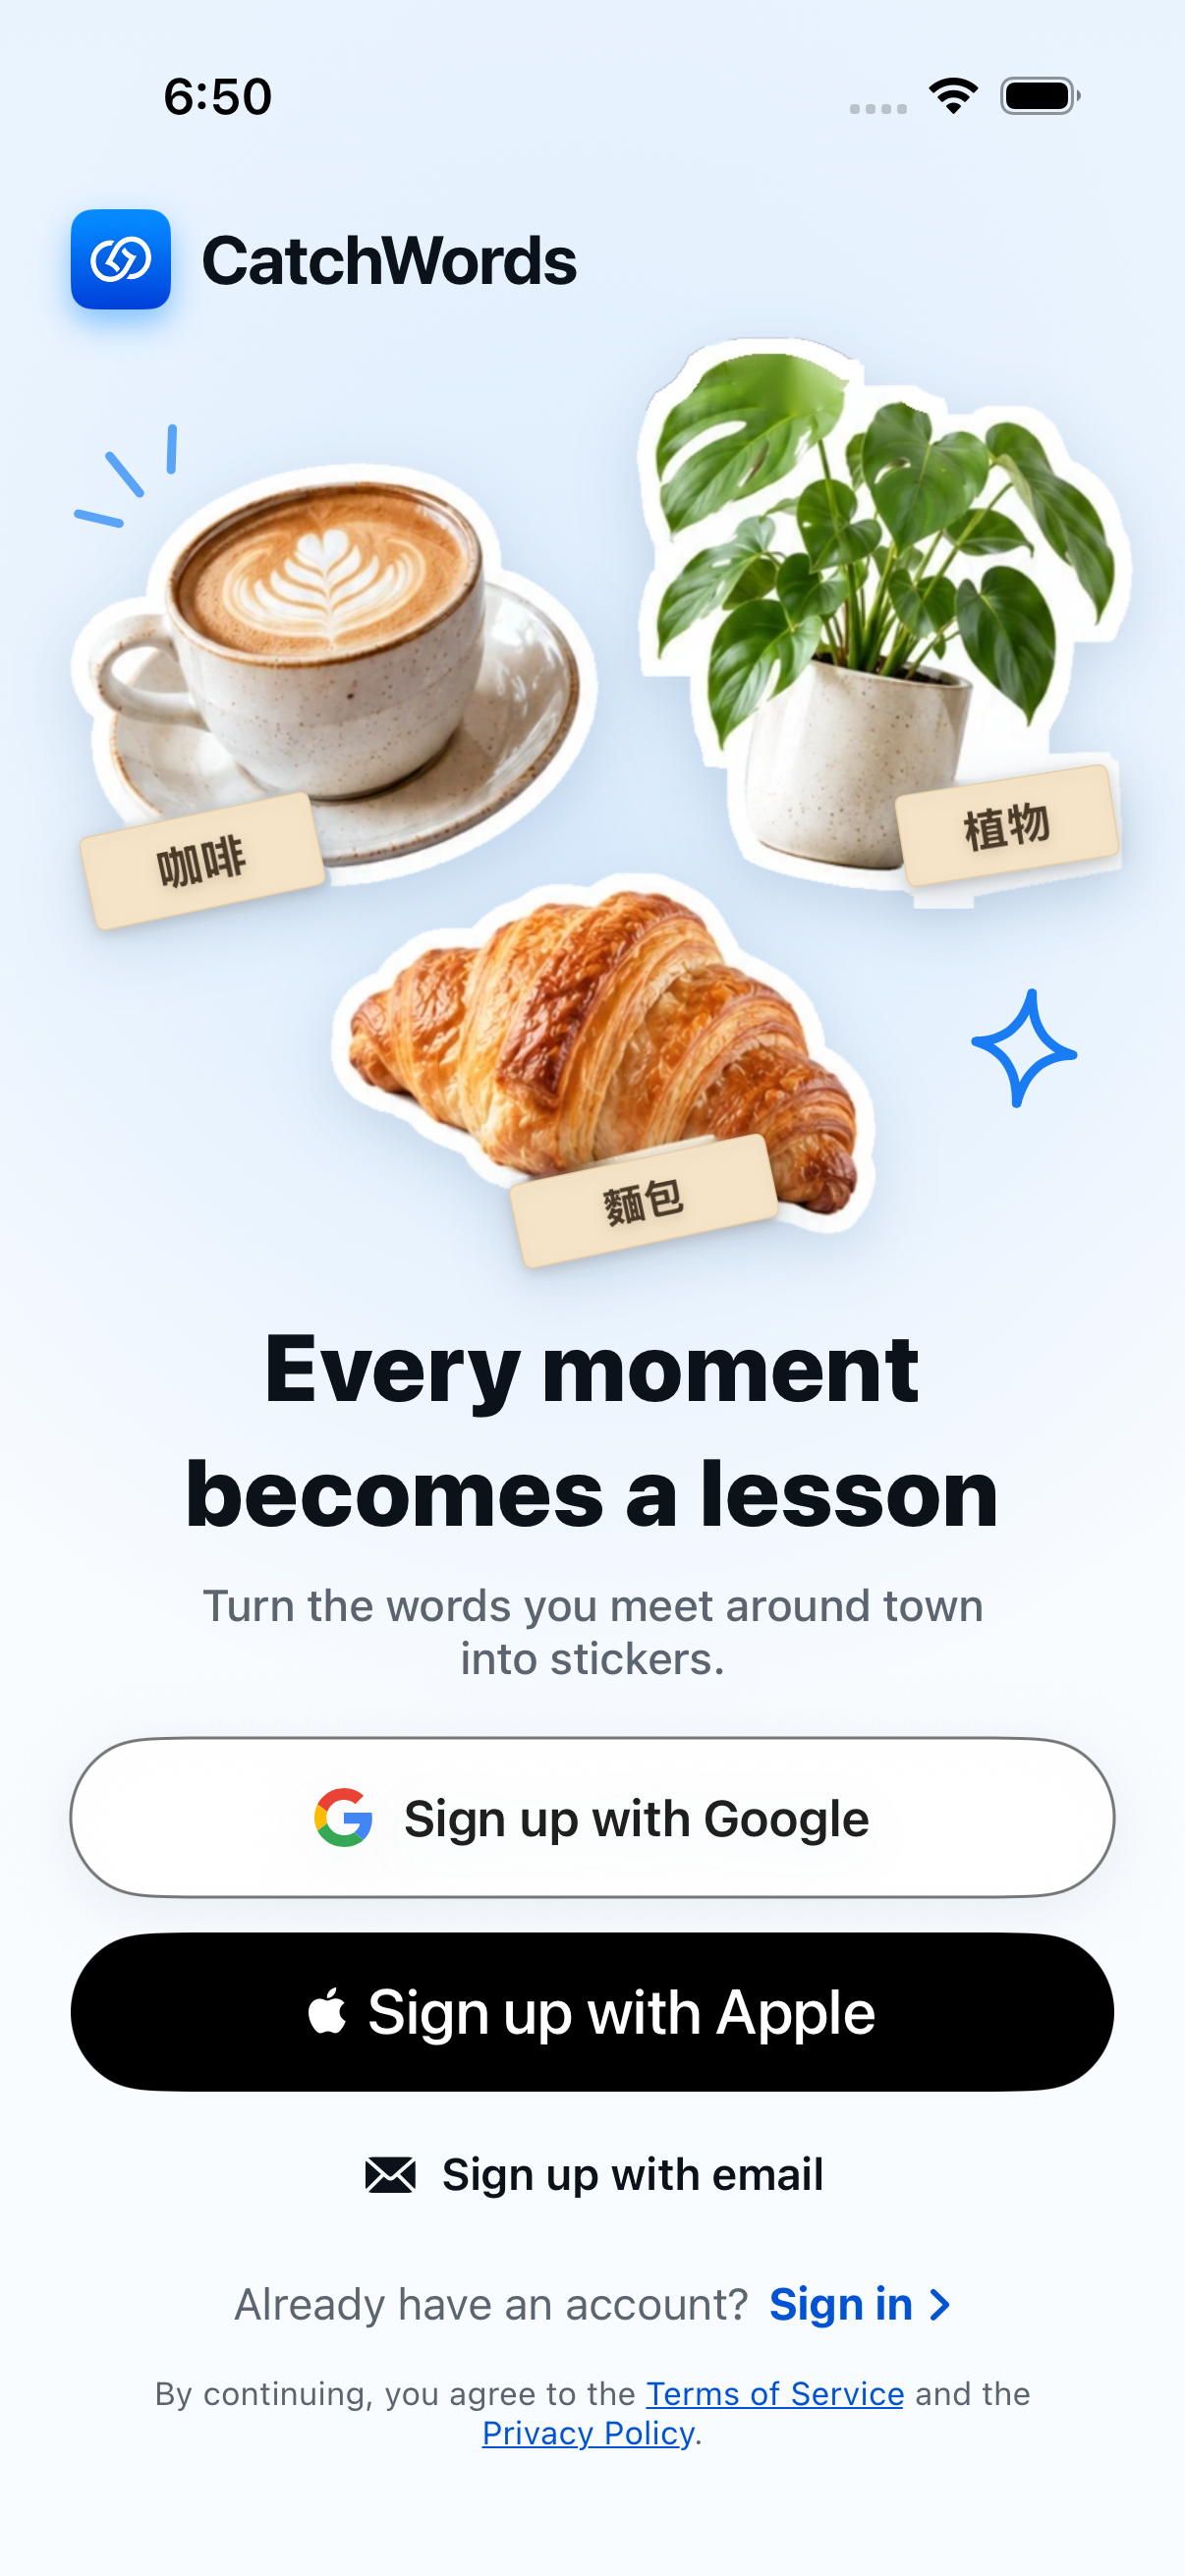 6:50
CatchWords
咖啡
植物
麵包
Every moment
becomes a lesson
Turn the words you meet around town
into stickers.
Sign up with Google
Sign up with Apple
Sign up with email
Already have an account? Sign in
By continuing, you agree to the Terms of Service and the
Privacy Policy.